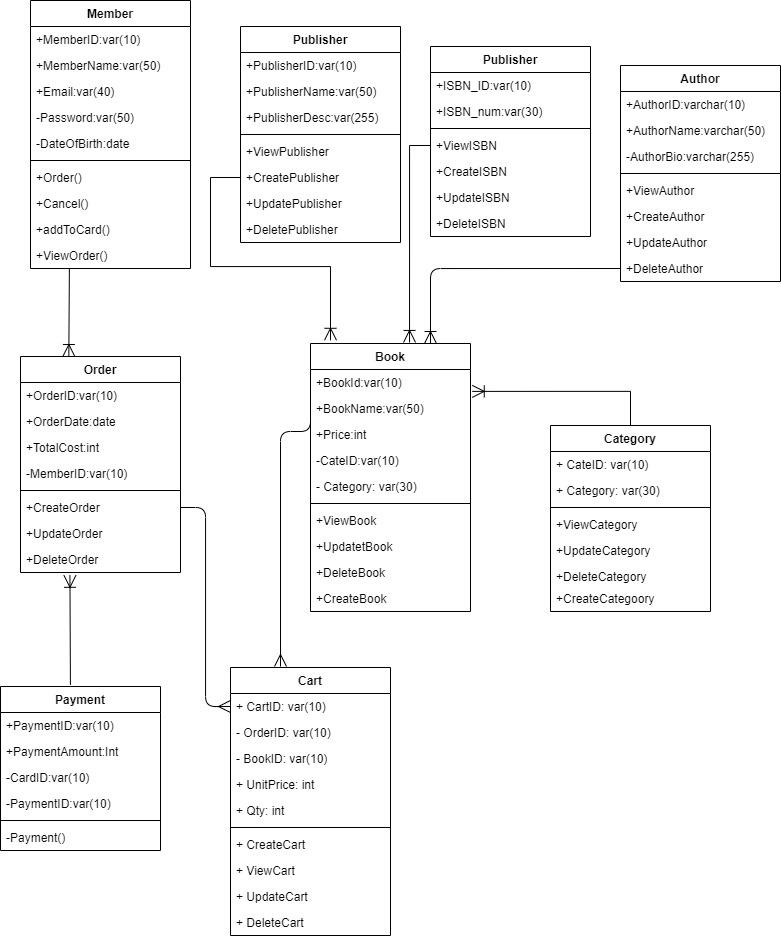 Member
+MemberID:var(10)
+MemberName:var(50)
+Email:var(40)
-Password:var(50)
-DateOfBirth:date
+Order()
+Cancel()
+addToCard()
+ViewOrder()
Publisher
+PublisherID:var(10)
+PublisherName:var(50)
+PublisherDesc:var(255)
+ViewPublisher
+CreatePublisher
+UpdatePublisher
+DeletePublisher
Publisher
+ISBN_ID:var(10)
+ISBN_num:var(30)
+ViewISBN
+CreateISBN
+UpdateISBN
+DeleteISBN
Author
+AuthorID:varchar(10)
+AuthorName:varchar(50)
-AuthorBio:varchar(255)
+ViewAuthor
+CreateAuthor
+UpdateAuthor
+DeleteAuthor
Order
+OrderID:var(10)
+OrderDate:date
+TotalCost:int
-MemberID:var(10)
+CreateOrder
+UpdateOrder
+DeleteOrder
Book
+BookId:var(10)
+BookName:var(50)
+Price:int
-CateID:var(10)
- Category: var(30)
+ViewBook
+UpdatetBook
+DeleteBook
+CreateBook
Category
+ CateID: var(10)
+ Category: var(30)
+ViewCategory
+UpdateCategory
+DeleteCategory
+CreateCategoory
Payment
+PaymentID:var(10)
+PaymentAmount:Int
-CardID:var(10)
-PaymentID:var(10)
-Payment()
Cart
+ CartID: var(10)
- OrderID: var(10)
- BookID: var(10)
+ UnitPrice: int
+ Qty: int
+ CreateCart
+ ViewCart
+ UpdateCart
+ DeleteCart